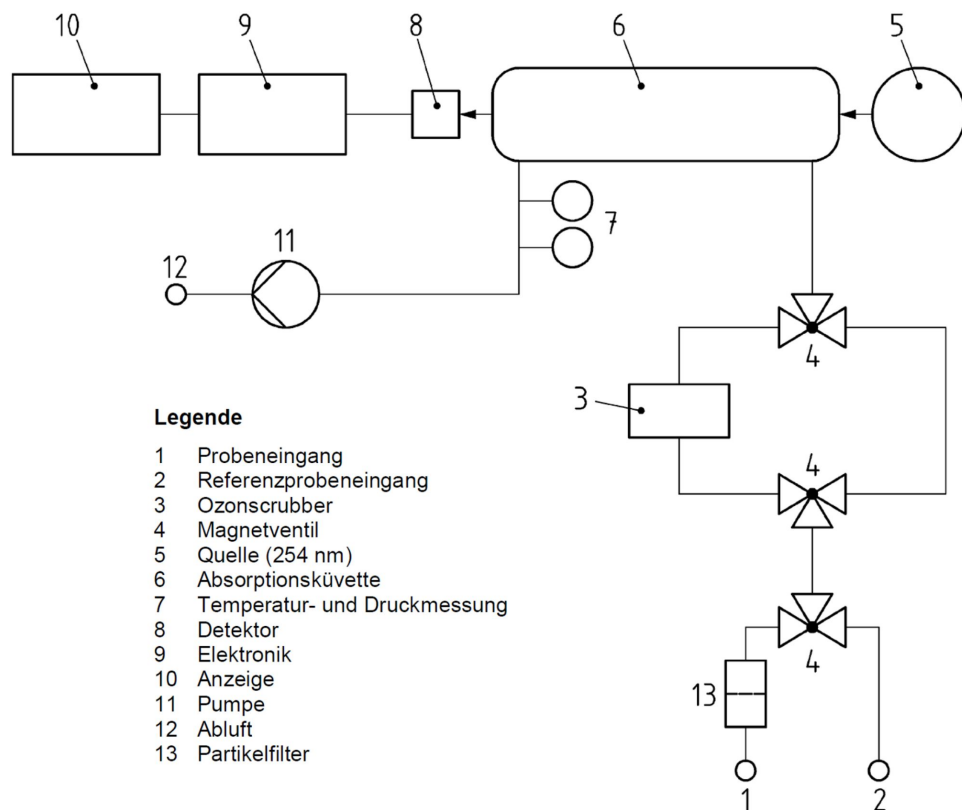 10 9 8 6 5
7
11
12
4
3
4
4
13
1 2
Legende
1 Probeneingang
2 Referenzprobeneingang
3 Ozonscrubber
4 Magnetventil
5 Quelle (254 nm)
6 Absorptionsküvette
7 Temperatur- und Druckmessung
8 Detektor
9 Elektronik
10 Anzeige
11 Pumpe
12 Abluft
13 Partikelfilter